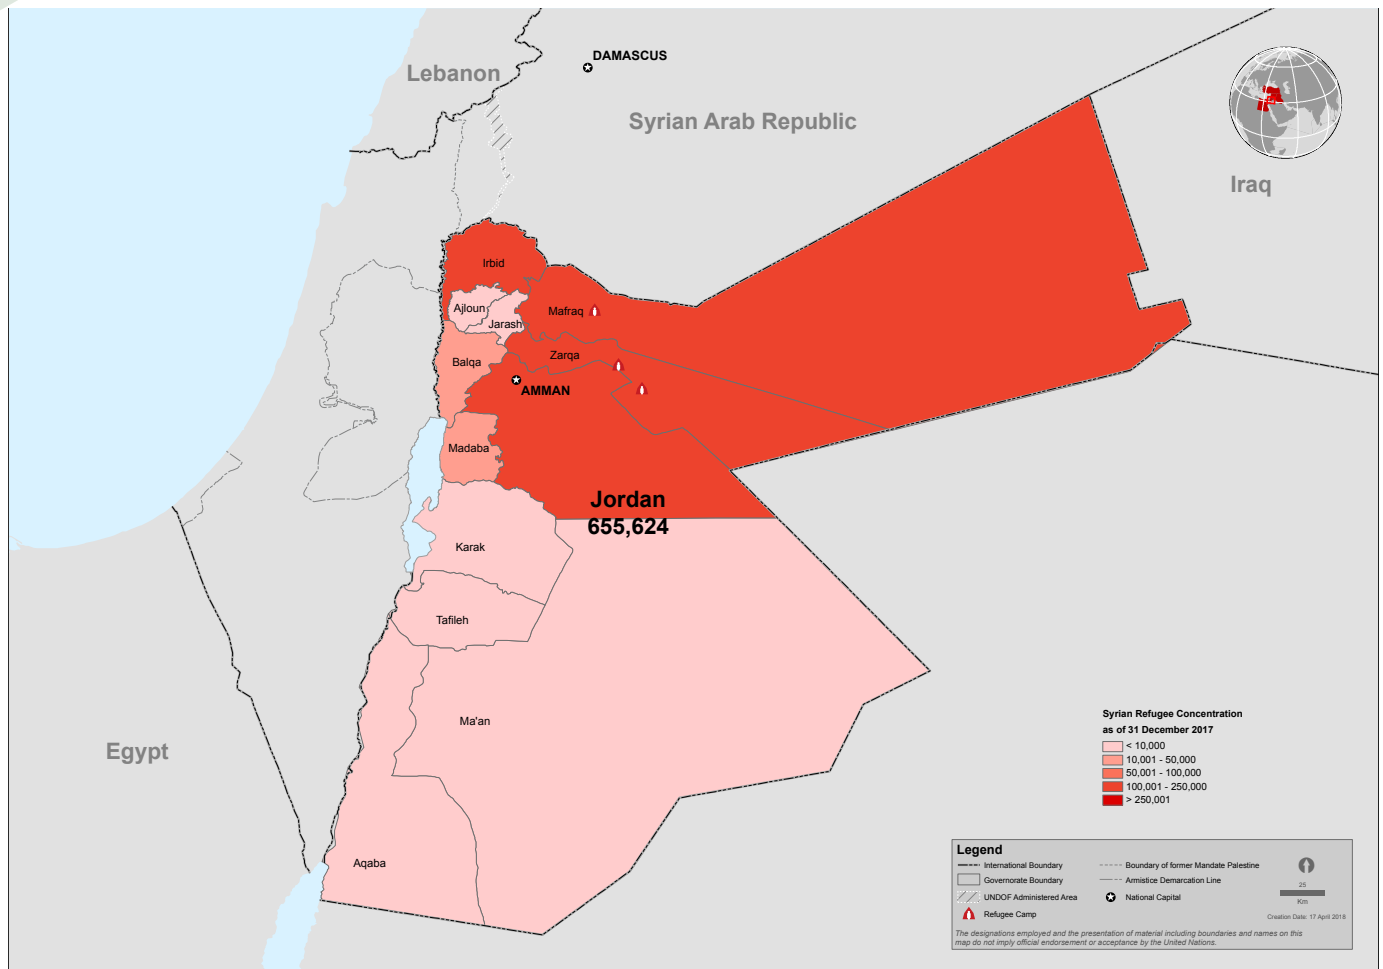 DAMASCUS
Lebanon
Syrian Arab Republic
Iraq
Irbid
Ajloun
Mafraq
Jarash
Balqa
Zarqa
AMMAN
Madaba
Jordan
655,624
Karak
Tafileh
Ma'an
Egypt
Aqaba
Syrian Refugee Concentration
as of 31 December 2017
< 10,000
10,001 - 50,000
50,001 - 100,000
100,001 - 250,000
> 250,001
Legend
International Boundary
Governorate Boundary
UNDOF Administered Area
Refugee Camp
Boundary of former Mandate Palestine
Armistice Demarcation Line
National Capital
25
Km
Creation Date: 17 April 2018
The designations employed and the presentation of material including boundaries and names on this
map do not imply official endorsement or acceptance by the United Nations.